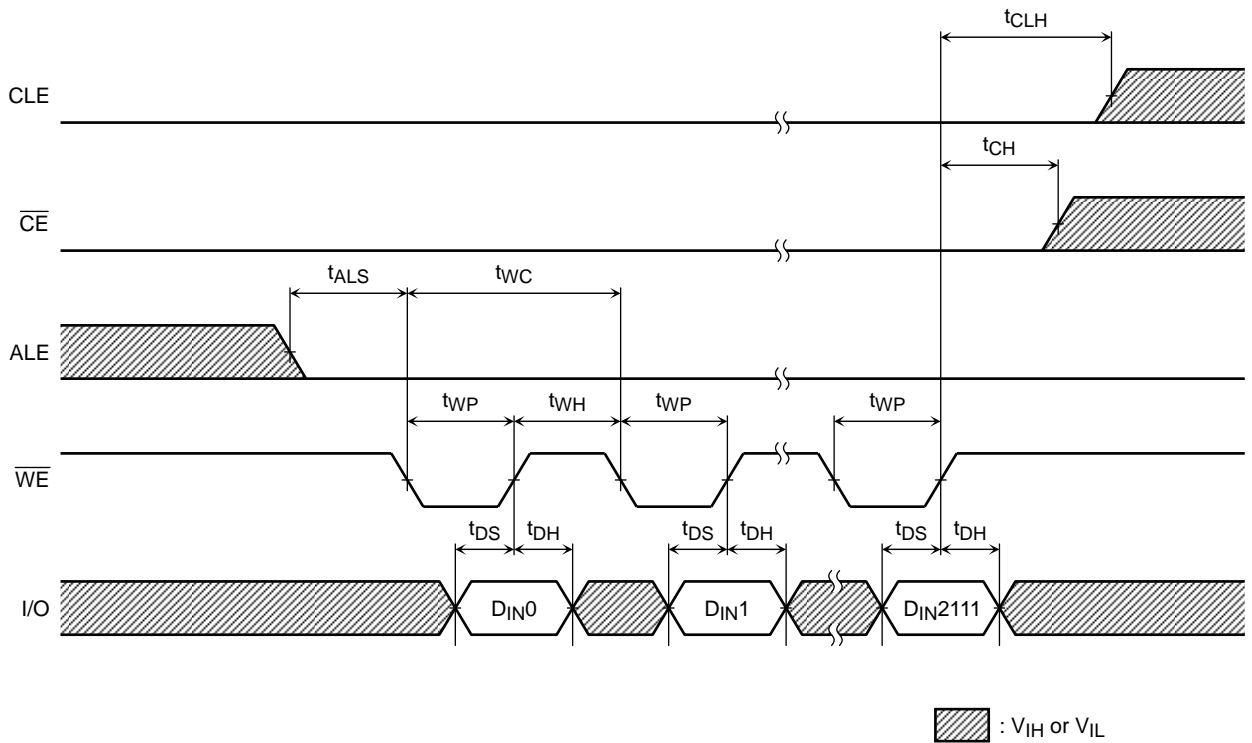 tCLH
CLE
tCH
CE
tALS tWC
ALE
tWP tWH tWP tWP
WE
tDS tDH tDS tDH tDS tDH
I/O DIN0 DIN1 DIN2111
: VIH or VIL